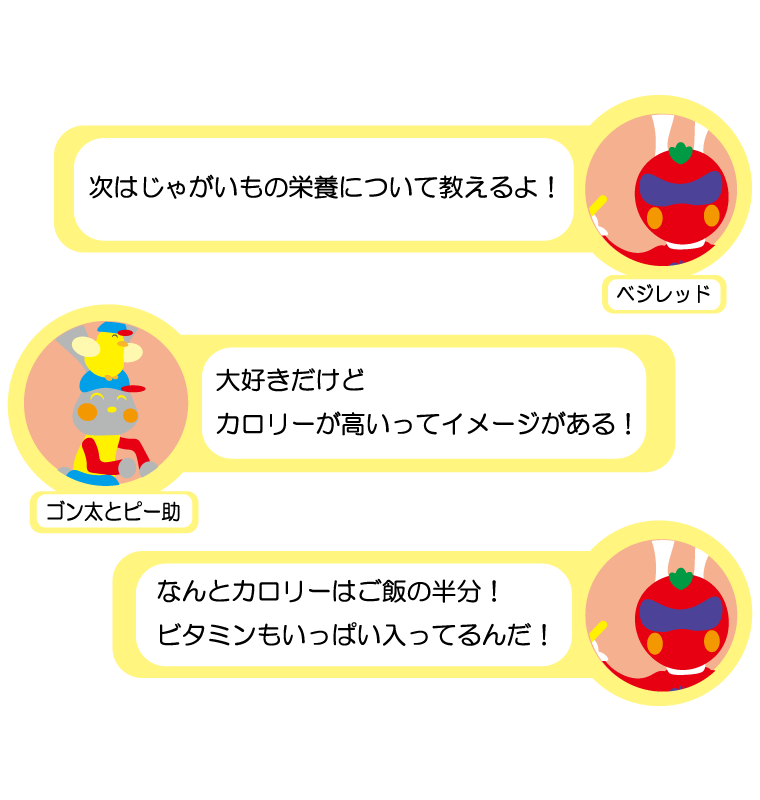 次はじゃがいもの栄養について教えるよ！
ベジレッド
大好きだけど
カロリーが高いってイメージがある！
ゴン太とピー助
なんとカロリーはご飯の半分！
ビタミンもいっぱい入ってるんだ！